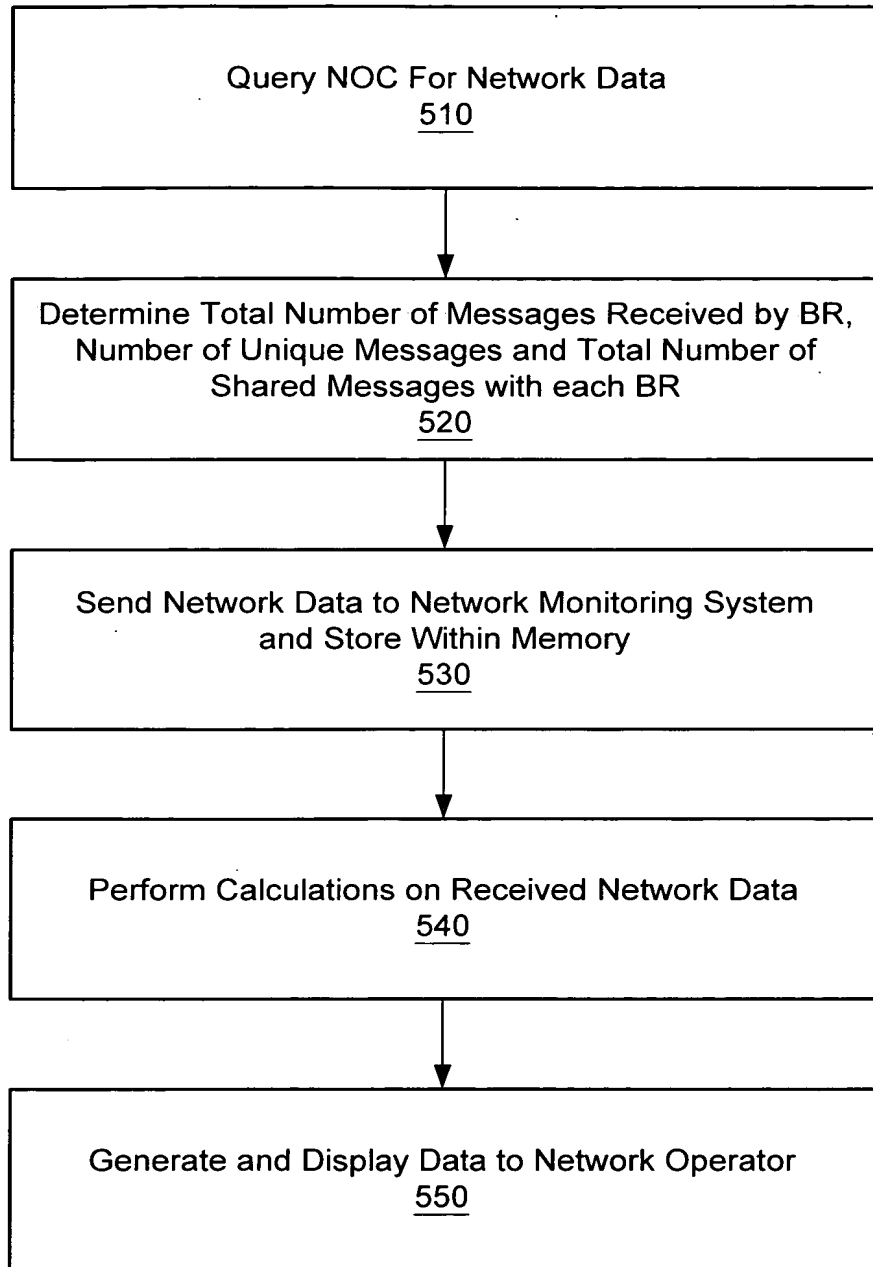 Query NOC For Network Data
510
Determine Total Number of Messages Received by BR,
Number of Unique Messages and Total Number of
Shared Messages with each BR
520
Send Network Data to Network Monitoring System
and Store Within Memory
530
Perform Calculations on Received Network Data
540
Generate and Display Data to Network Operator
550